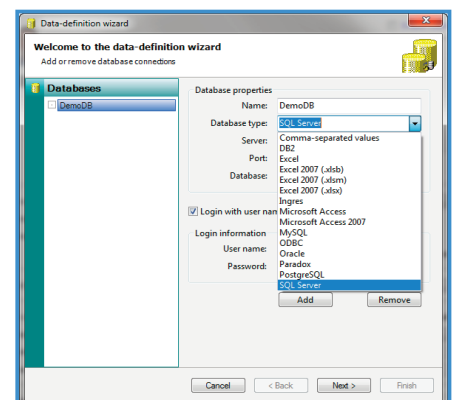 Data-definition wizard
Welcome to the data-definition wizard
Add or remove database connections
Databases
DemoDB
Database properties
Name: DemoDB
Database type: SQL Server
Server:
Port:
Database:
Comma-separated values
DB2
Excel
Excel 2007 (.xlsb)
Excel 2007 (.xlsm)
Excel 2007 (.xlsx)
Ingres
Microsoft Access
Microsoft Access 2007
MySQL
ODBC
Oracle
Paradox
PostgreSQL
SQL Server
Login with user nam
Login information
User name:
Password:
Add Remove
Cancel < Back Next > Finish